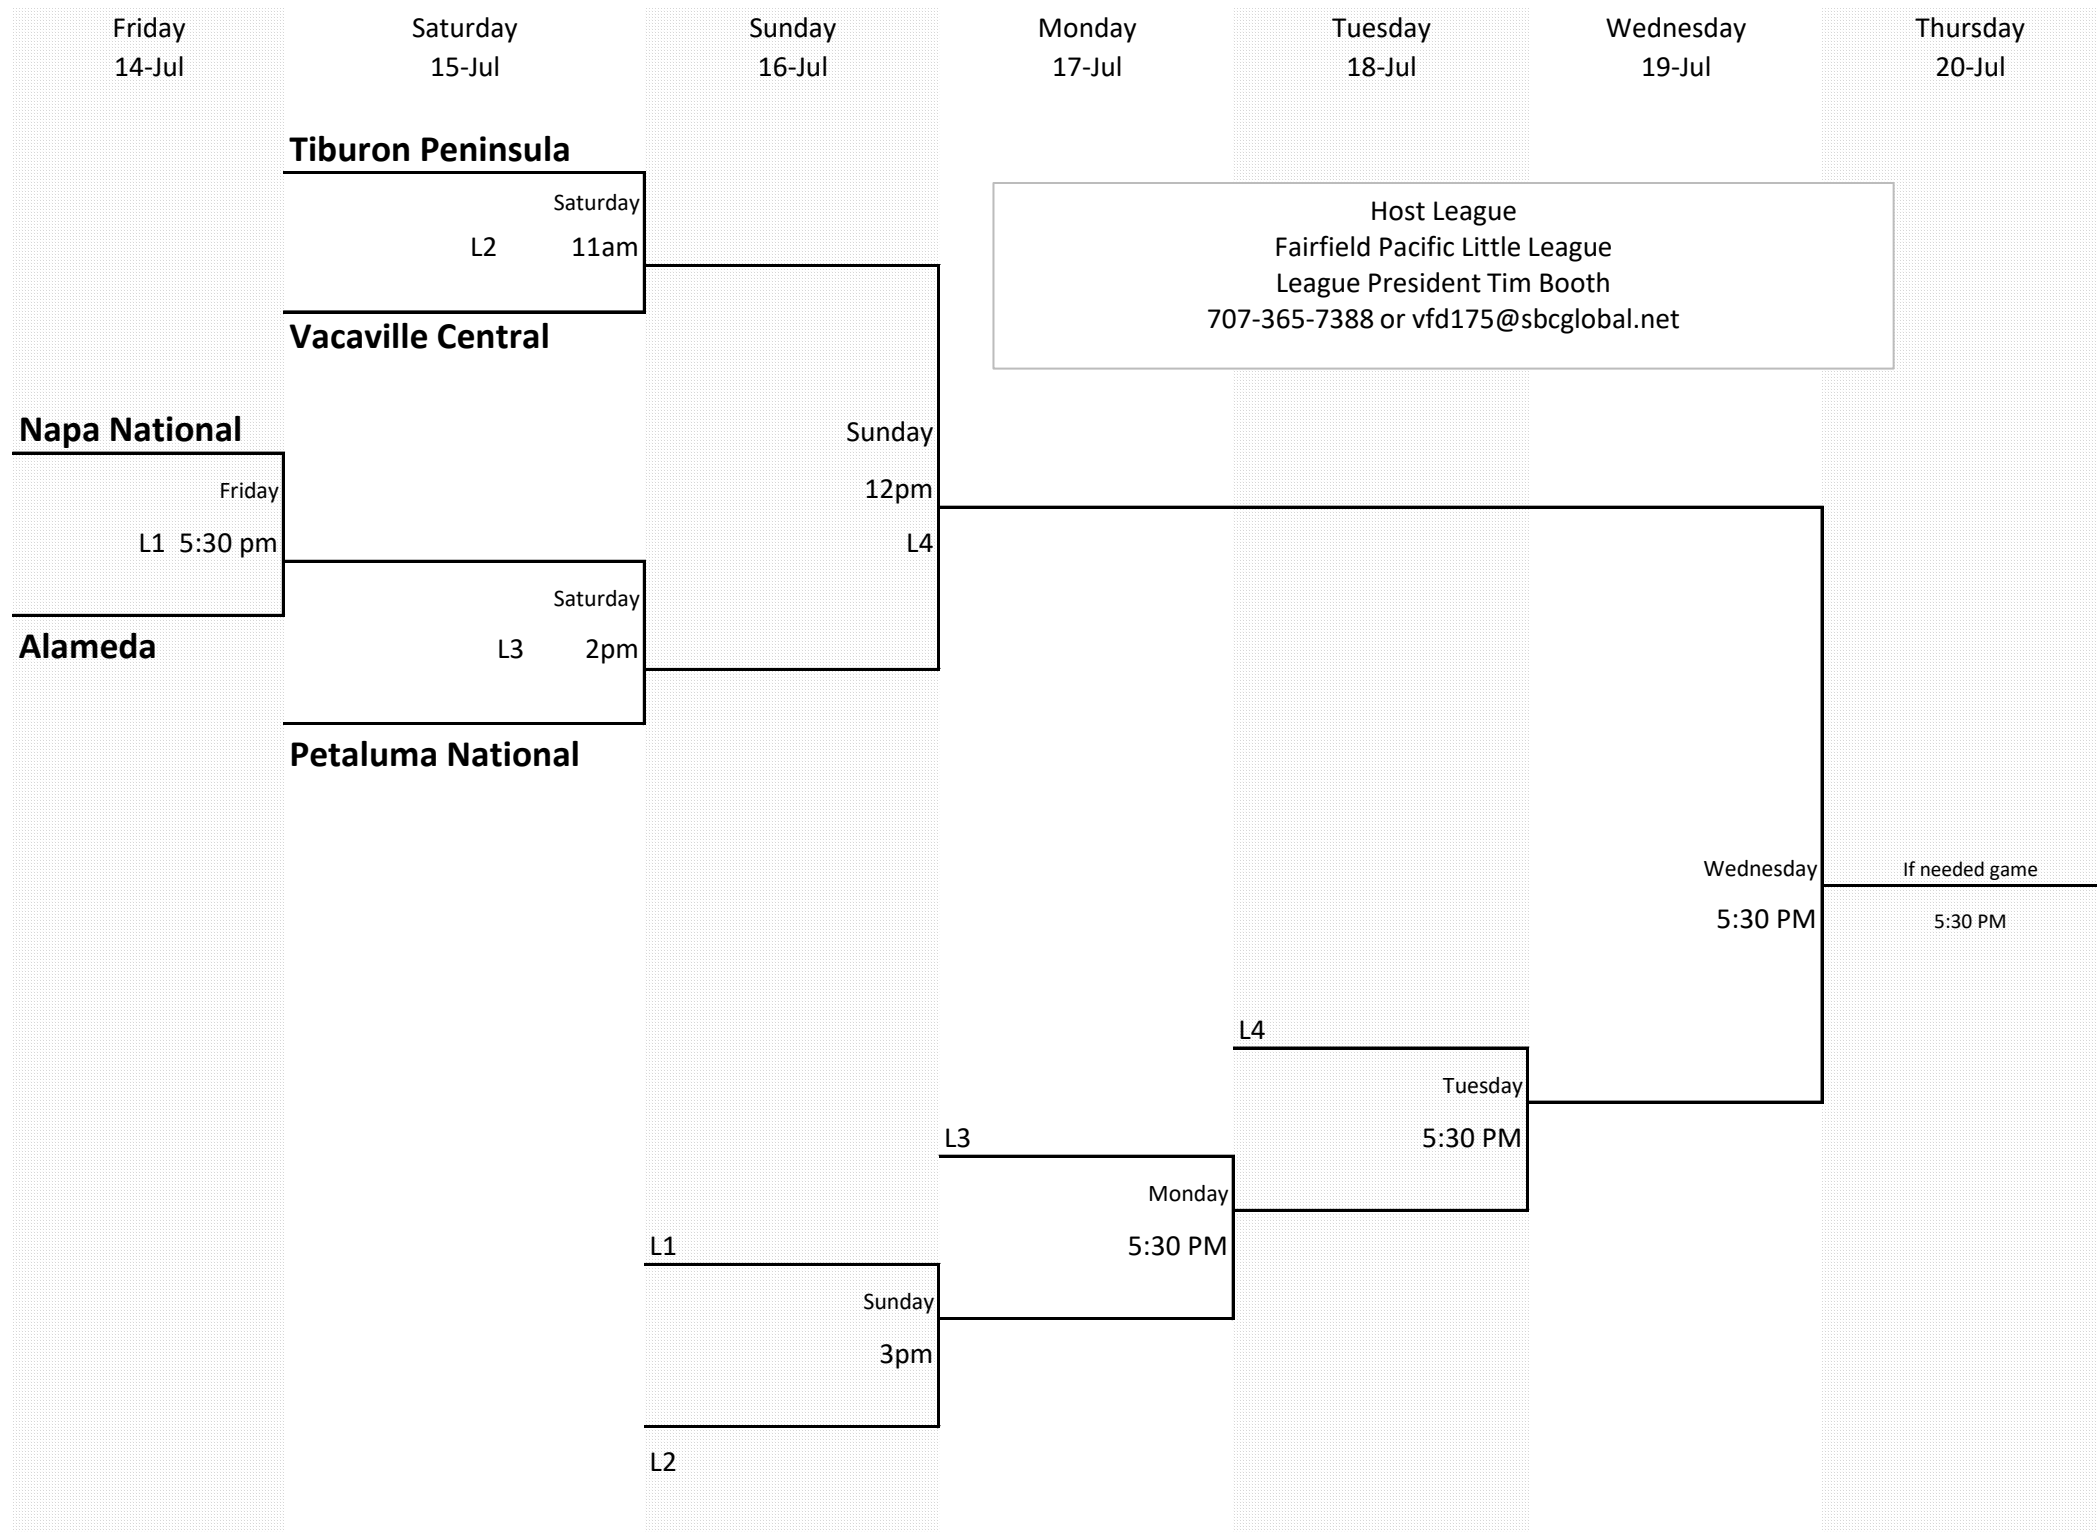 Friday Saturday Sunday Monday Tuesday Wednesday Thursday
14-Jul 15-Jul 16-Jul 17-Jul 18-Jul 19-Jul 20-Jul
Tiburon Peninsula
Saturday
L2 11am
Vacaville Central
Host League
Fairfield Pacific Little League
League President Tim Booth
707-365-7388 or vfd175@sbcglobal.net
Napa National
Friday
L1 5:30 pm
Alameda
Sunday
12pm
L4
Saturday
L3 2pm
Petaluma National
Wednesday
5:30 PM
If needed game
5:30 PM
L4
Tuesday
5:30 PM
L3
Monday
5:30 PM
L1
Sunday
3pm
L2